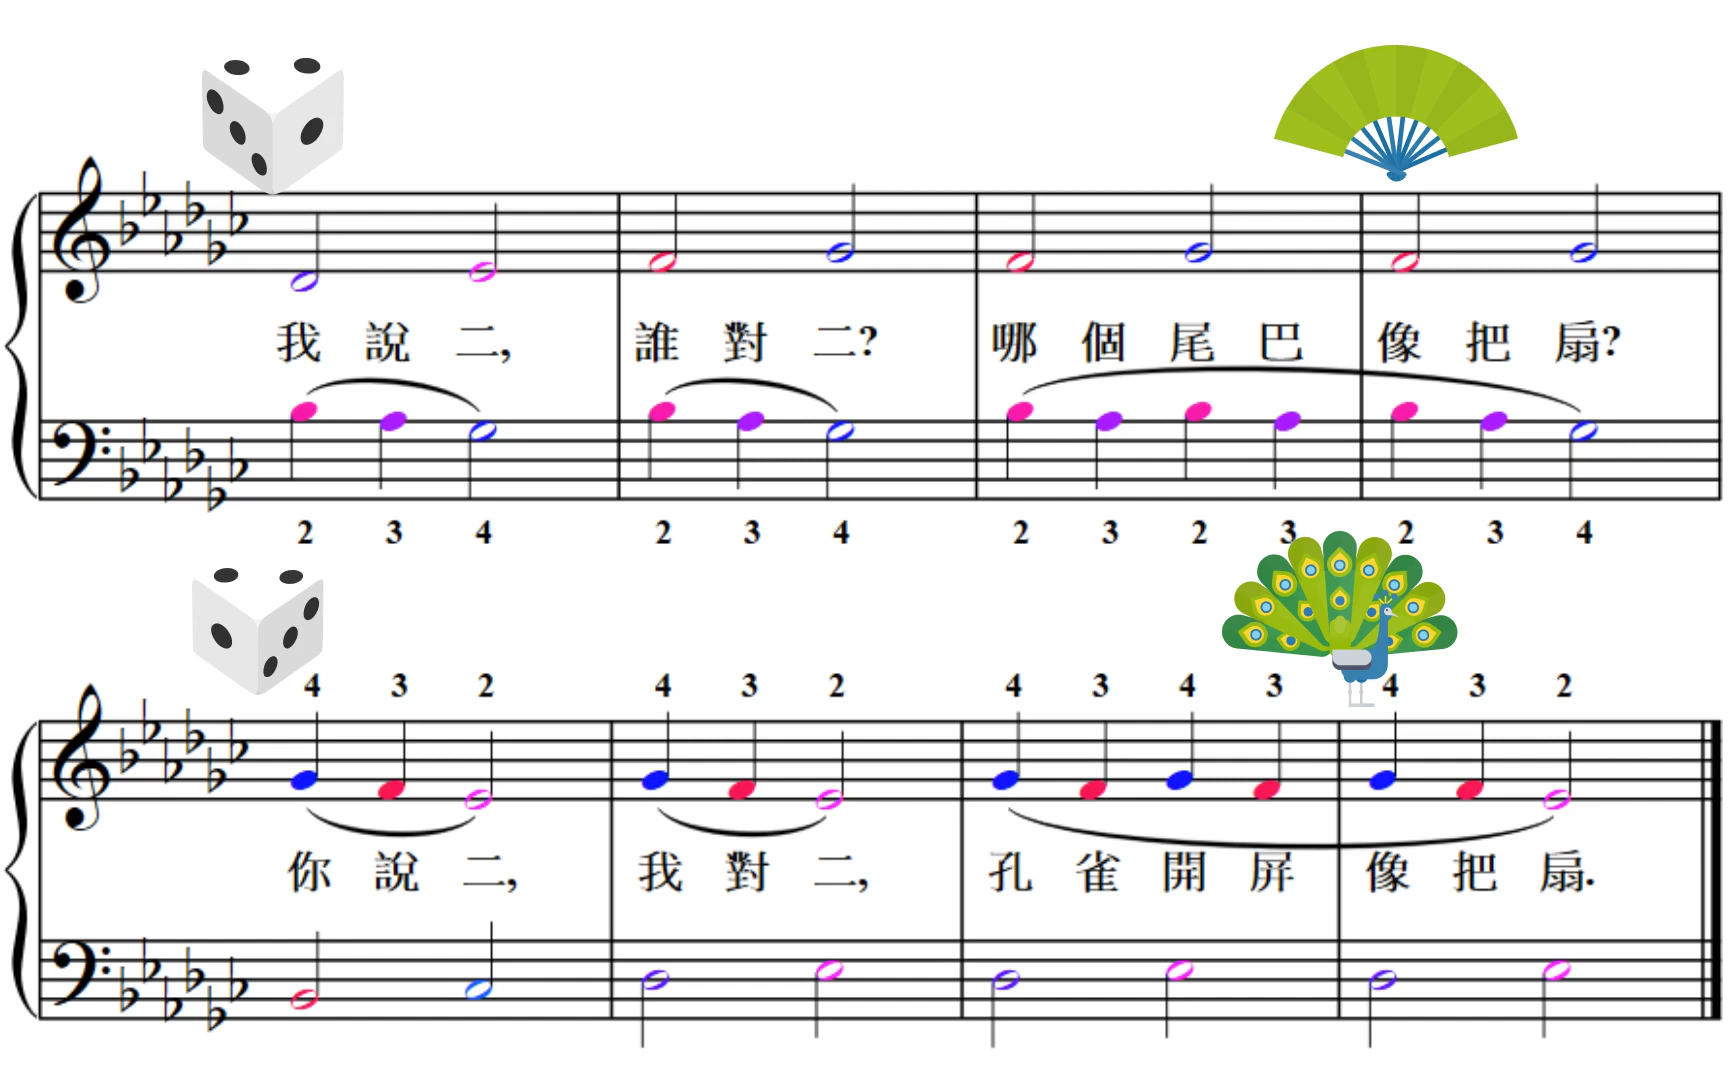 我 說 二, 誰 對 二? 哪 個 尾 巴 像 把 扇?
2 3 4 2 3 4 2 3 2 3 2 3 4
4 3 2 4 3 2 4 3 4 3 4 3 2
你 說 二, 我 對 二, 孔 雀 開 屏 像 把 扇.